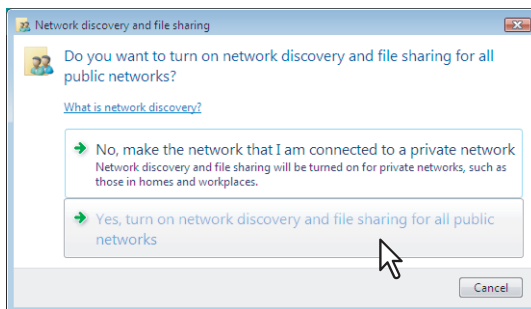 Network discovery and file sharing
Do you want to turn on network discovery and file sharing for all
public networks?
What is network discovery?
No, make the network that I am connected to a private network
Network discovery and file sharing will be turned on for private networks, such as
those in homes and workplaces.
Yes, turn on network discovery and file sharing for all public
networks
Cancel